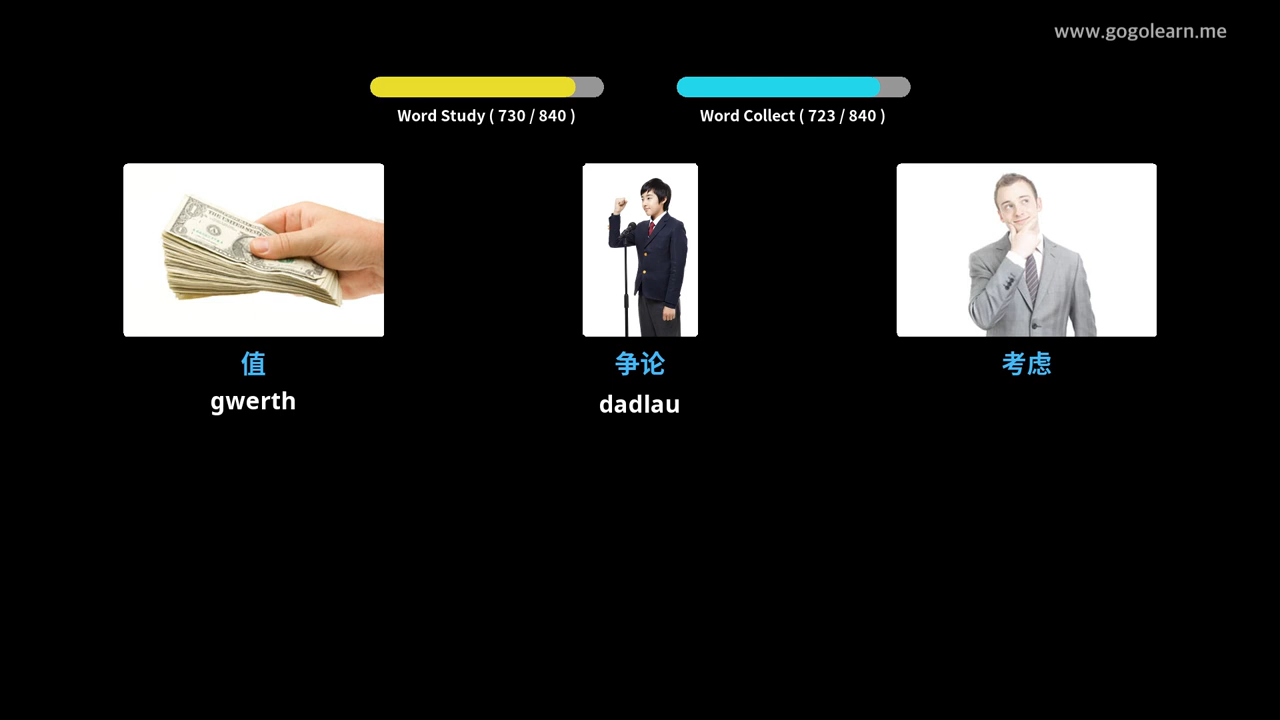 www.gogolearn.me
Word Study ( 730 / 840 )
Word Collect ( 723 / 840 )
值
gwerth
争论
dadlau
考虑